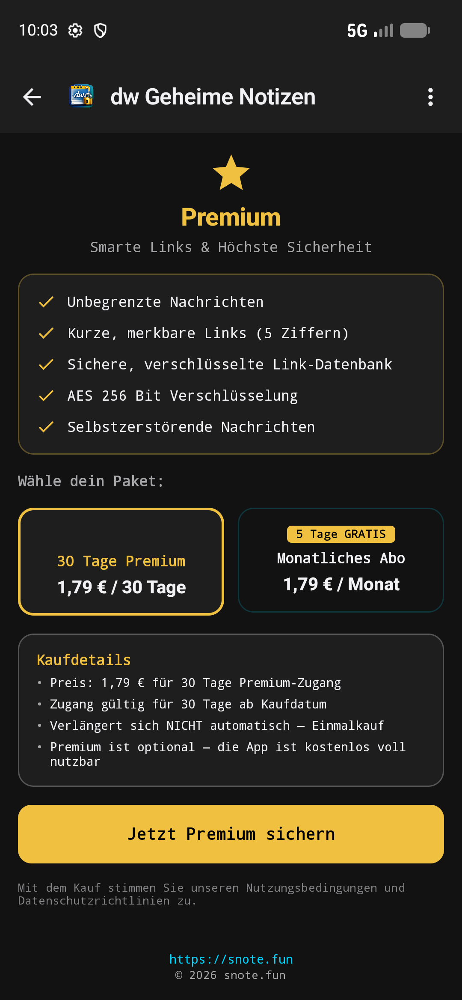 10:03
5G
dw
dw Geheime Notizen
Premium
Smarte Links & Höchste Sicherheit
Unbegrenzte Nachrichten
Kurze, merkbare Links (5 Ziffern)
Sichere, verschlüsselte Link-Datenbank
AES 256 Bit Verschlüsselung
Selbstzerstörende Nachrichten
Wähle dein Paket:
30 Tage Premium
1,79 € / 30 Tage
5 Tage GRATIS
Monatliches Abo
1,79 € / Monat
Kaufdetails
• Preis: 1,79 € für 30 Tage Premium-Zugang
• Zugang gültig für 30 Tage ab Kaufdatum
• Verlängert sich NICHT automatisch – Einmalkauf
• Premium ist optional – die App ist kostenlos voll
nutzbar
Jetzt Premium sichern
Mit dem Kauf stimmen Sie unseren Nutzungsbedingungen und
Datenschutzrichtlinien zu.
https://snote.fun
© 2026 snote.fun